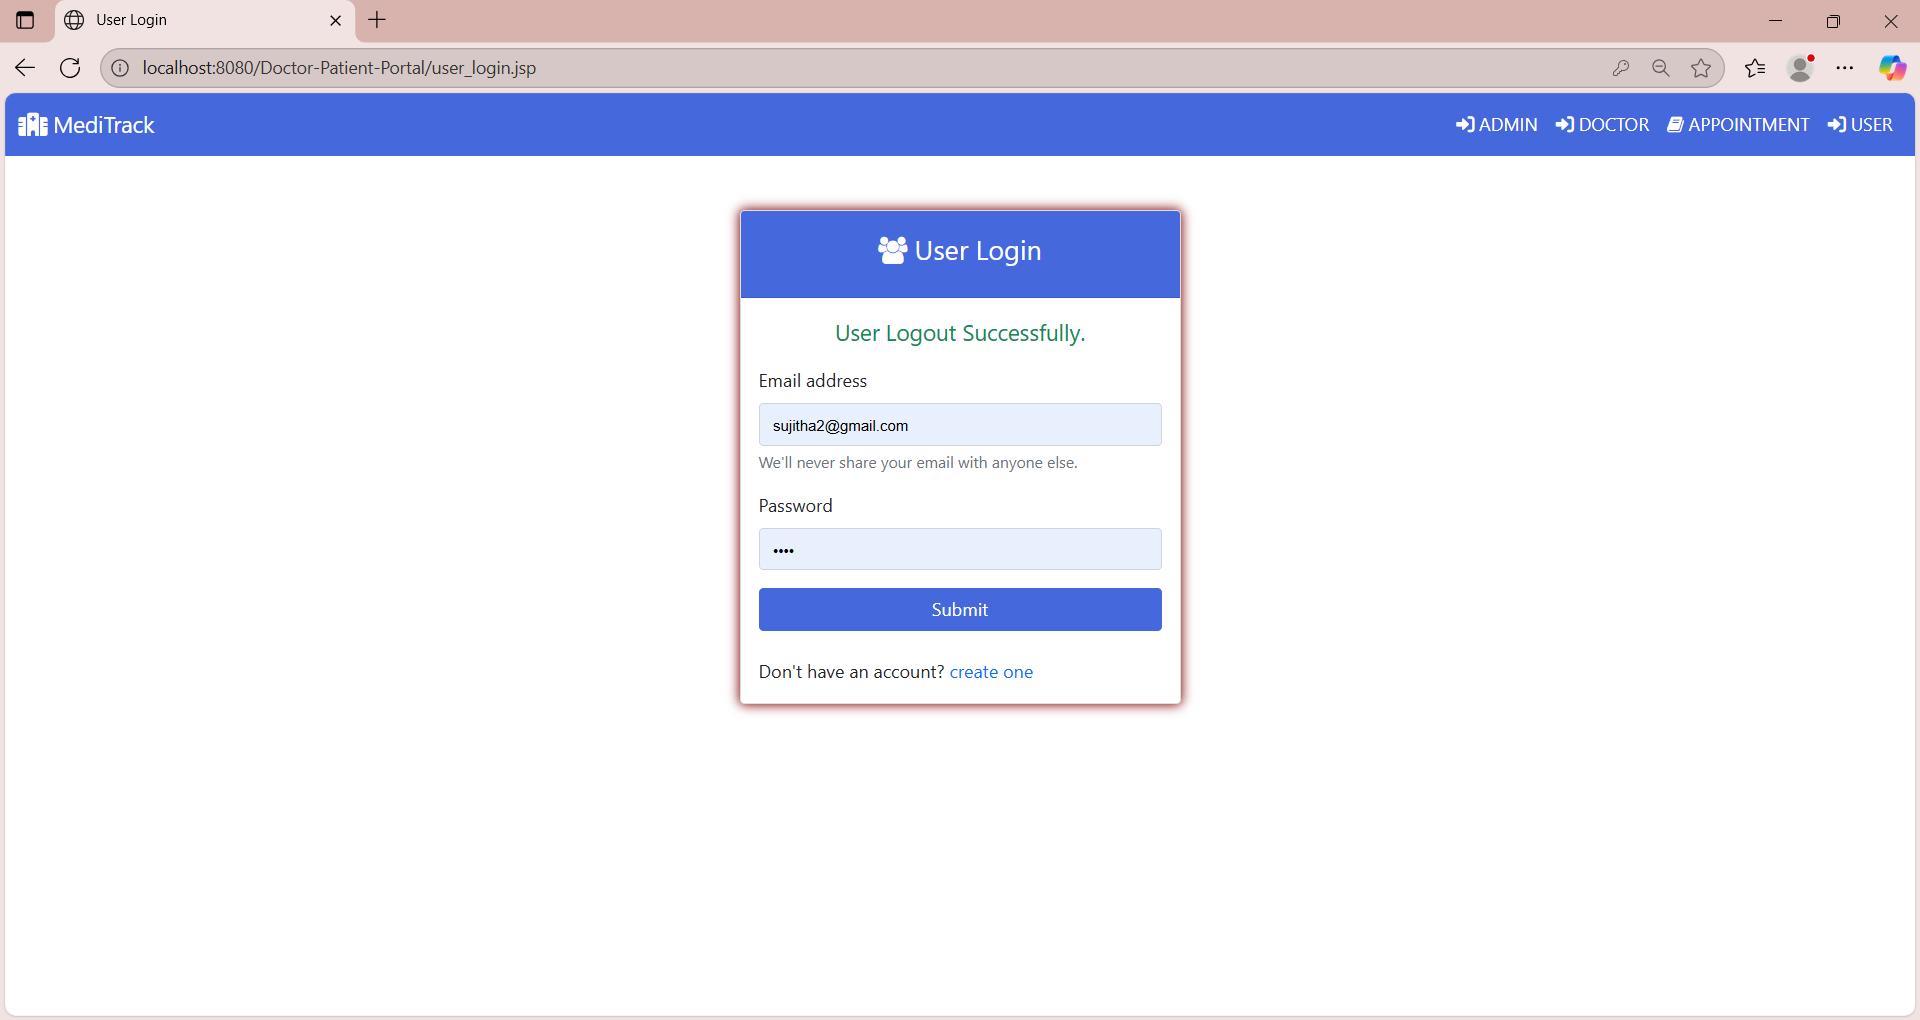 User Login
localhost:8080/Doctor-Patient-Portal/user_login.jsp
MediTrack
ADMIN DOCTOR APPOINTMENT USER
User Login
User Logout Successfully.
Email address
sujitha2@gmail.com
We'll never share your email with anyone else.
Password
••••
Submit
Don't have an account? create one